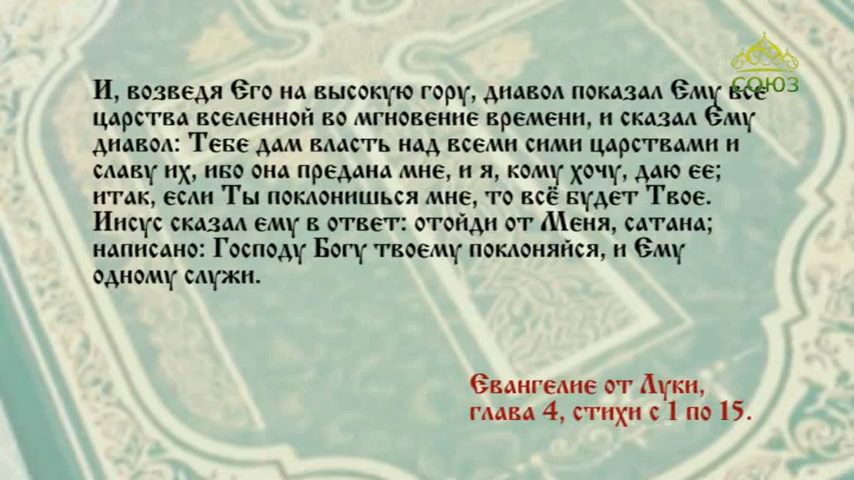 СОЮЗ
И, возведя Его на высокую гору, диавол показал Ему все
царства вселенной во мгновение времени, и сказал Ему
диавол: Тебе дам власть над всеми сими царствами и
славу их, ибо она предана мне, и я, кому хочу, даю ее;
итак, если Ты поклонишься мне, то всё будет Твое.
Иисус сказал ему в ответ: отойди от Меня, сатана;
написано: Господу Богу твоему поклоняйся, и Ему
одному служи.
Евангелие от Луки,
глава 4, стихи с 1 по 15.